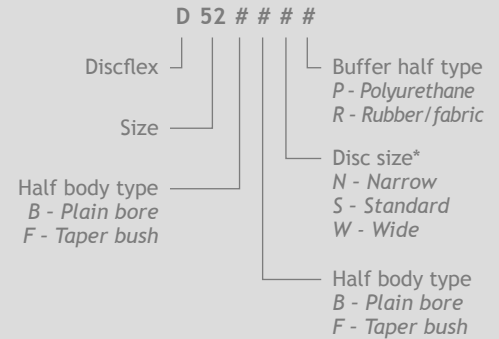 D 52 # # # #
Discflex
Size
Half body type
B - Plain bore
F - Taper bush
Buffer half type
P - Polyurethane
R - Rubber/fabric
Disc size*
N - Narrow
S - Standard
W - Wide
Half body type
B - Plain bore
F - Taper bush